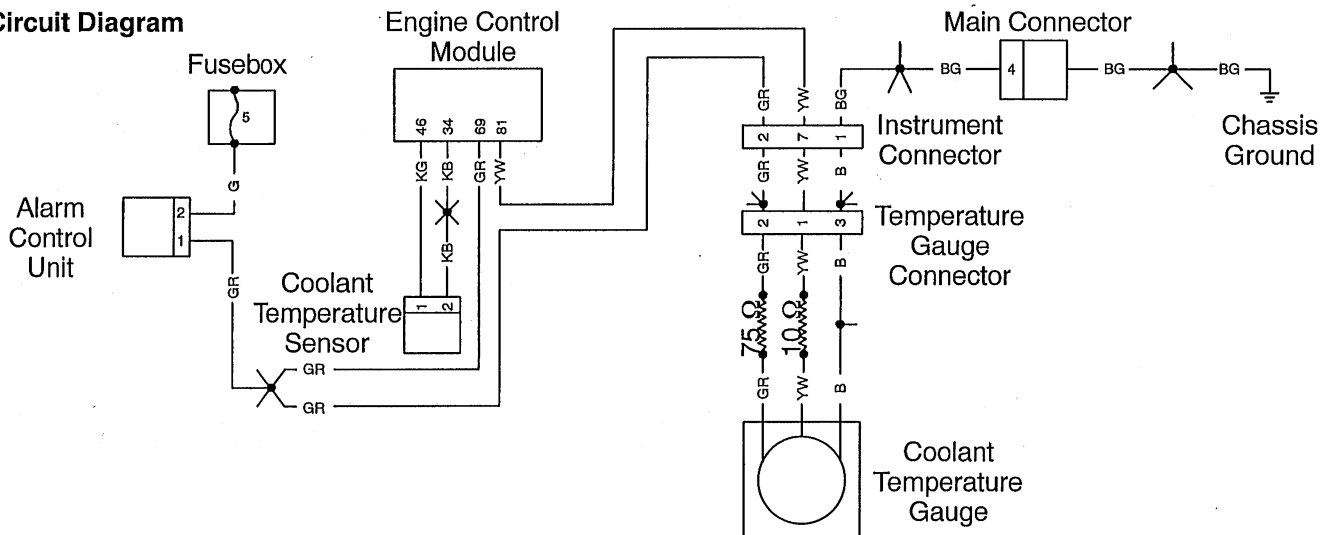 Circuit Diagram
Engine Control
Module
Main Connector
Fusebox
5
G
Alarm
Control
Unit
2
1
GR
46
34
69
81
KG
KB
GR
YW
KB
Coolant
Temperature
Sensor
1
2
GR
GR
GR
YW
BG
BG
4
BG
BG
Chassis
Ground
2
7
1
Instrument
Connector
GR
YW
B
2
1
3
Temperature
Gauge
Connector
GR
YW
B
75 Ω
10 Ω
GR
YW
B
Coolant
Temperature
Gauge